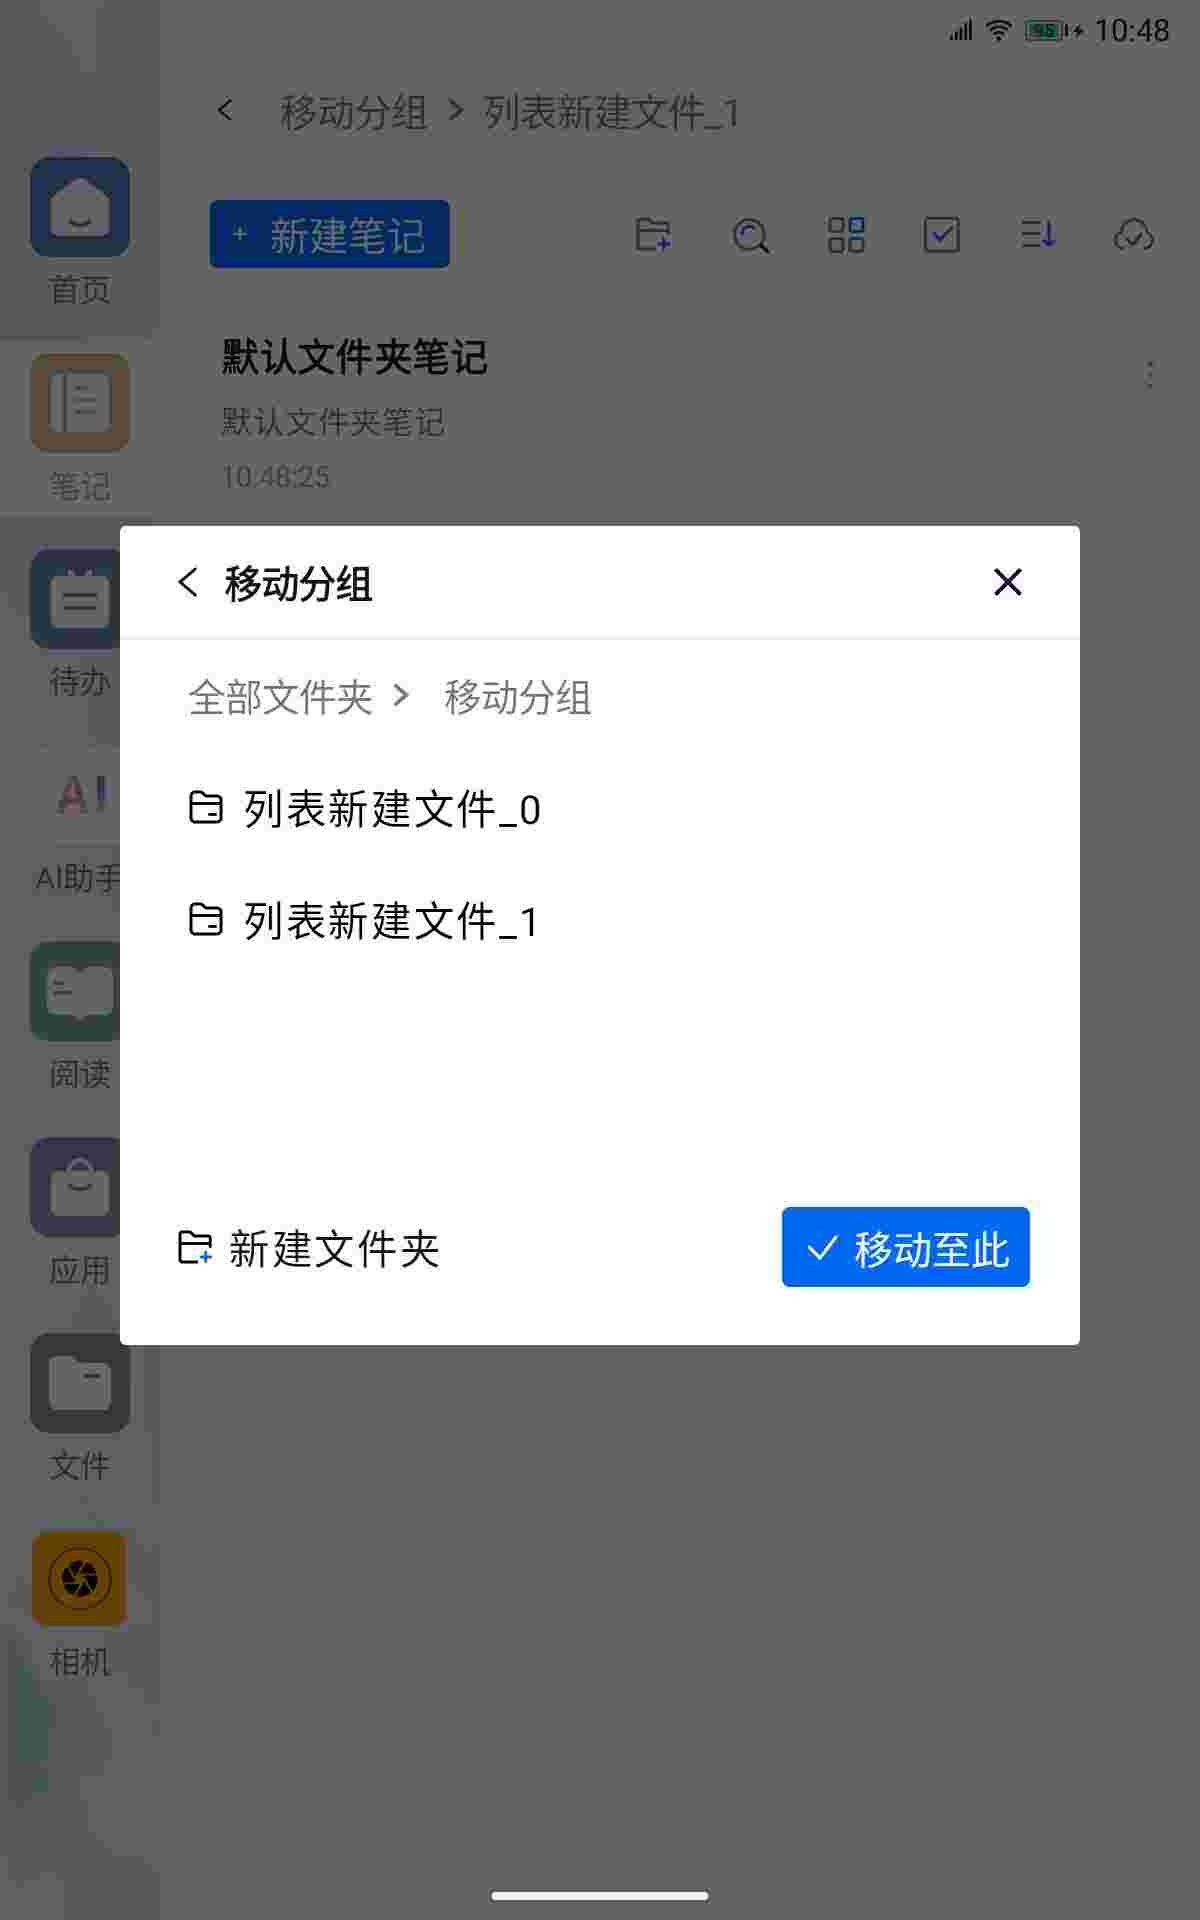 10:48
95
移动分组 > 列表新建文件_1
+ 新建笔记
首页
默认文件夹笔记
默认文件夹笔记
10:48:25
笔记
移动分组
待办
全部文件夹 > 移动分组
AI
列表新建文件_0
AI助手
列表新建文件_1
阅读
新建文件夹
移动至此
应用
文件
相机